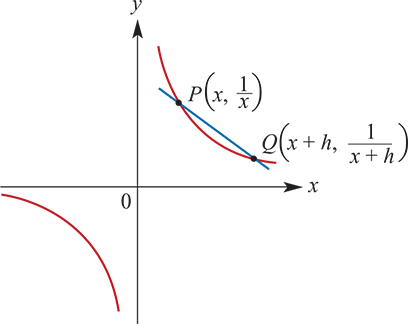 y
P(x, 1/x)
Q(x + h, 1/(x + h))
x
0